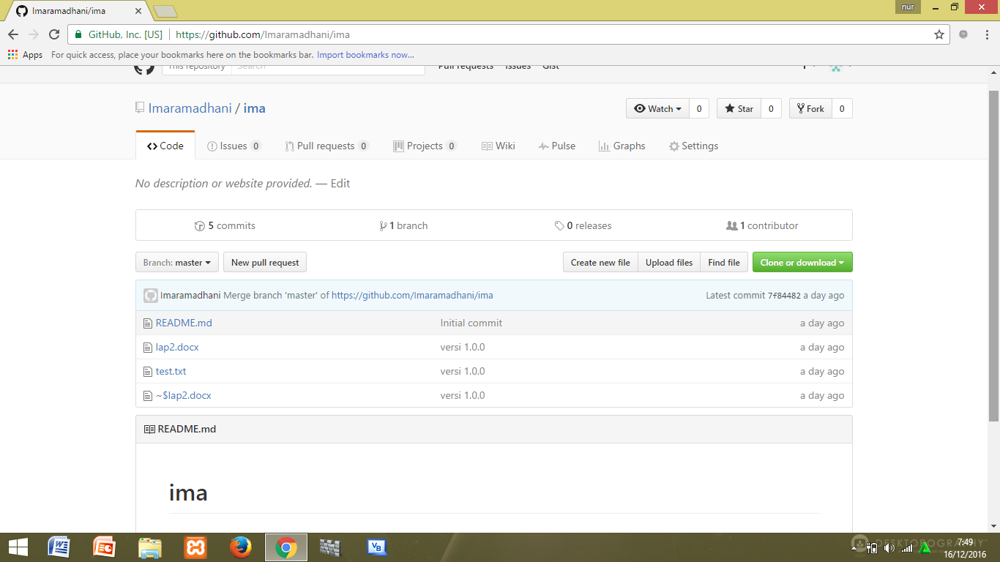 Imaramadhani/ima
nur
GitHub, Inc. [US] https://github.com/Imaramadhani/ima
Apps For quick access, place your bookmarks here on the bookmarks bar. Import bookmarks now...
This repository Search Pull requests Issues Gist
Imaramadhani / ima
Watch 0 Star 0 Fork 0
Code Issues 0 Pull requests 0 Projects 0 Wiki Pulse Graphs Settings
No description or website provided. — Edit
5 commits 1 branch 0 releases 1 contributor
Branch: master New pull request Create new file Upload files Find file Clone or download
Imaramadhani Merge branch 'master' of https://github.com/Imaramadhani/ima Latest commit 7f84482 a day ago
README.md Initial commit a day ago
lap2.docx versi 1.0.0 a day ago
test.txt versi 1.0.0 a day ago
~$lap2.docx versi 1.0.0 a day ago
README.md
ima
DESKTOPOGRAPHY
7:49
16/12/2016